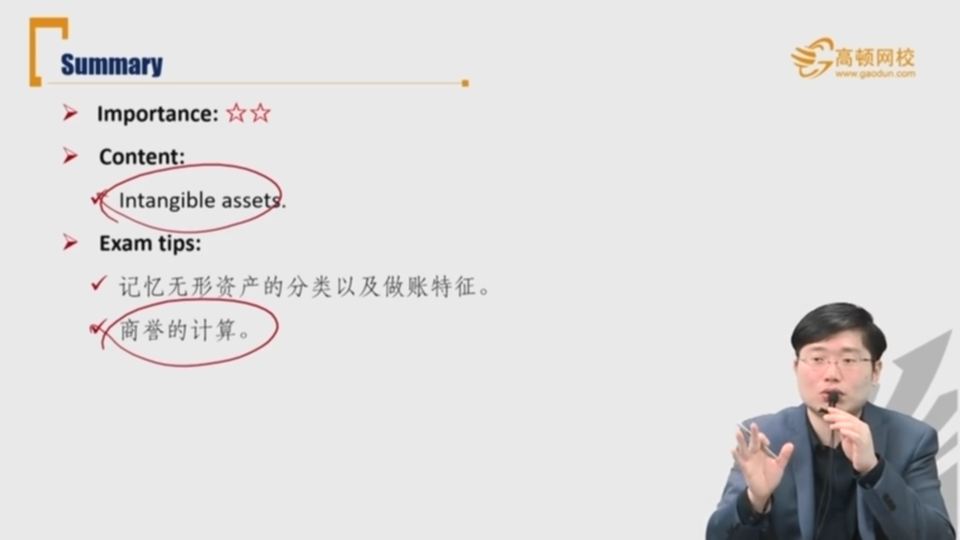 Summary
高顿网校
www.gaodun.com
Importance: ☆☆
Content:
Intangible assets.
Exam tips:
记忆无形资产的分类以及做账特征。
商誉的计算。